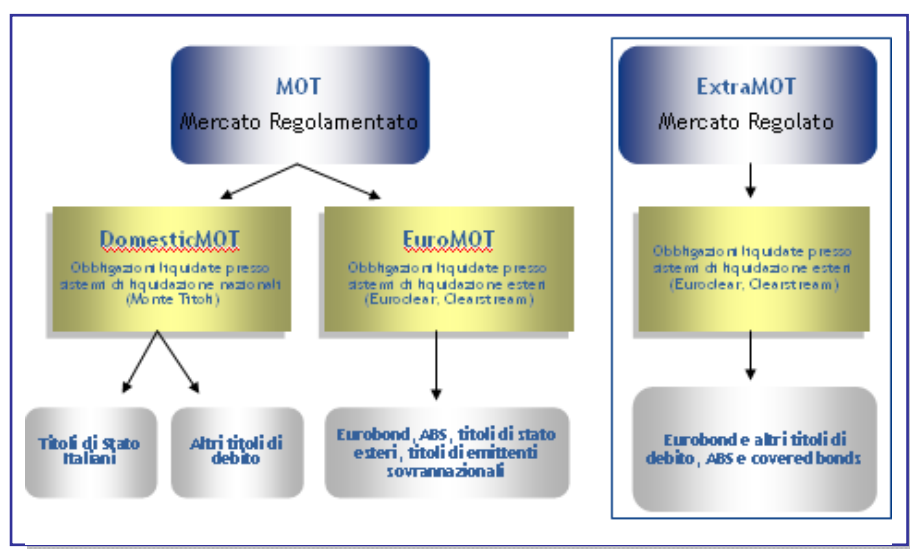 MOT
Mercato Regolamentato
ExtraMOT
Mercato Regolato
DomesticMOT
Obbligazioni liquidate presso
sistemi di liquidazione nazionali
(Monte Titoli)
EuroMOT
Obbligazioni liquidate presso
sistemi di liquidazione esteri
(Euroclear, Clearstream)
Obbligazioni liquidate presso
sistemi di liquidazione esteri
(Euroclear, Clearstream)
Titoli di Stato
Italiani
Altri titoli di
debito
Eurobond, ABS, titoli di stato
esteri, titoli di emittenti
sovrannazionali
Eurobond e altri titoli di
debito, ABS e covered bonds